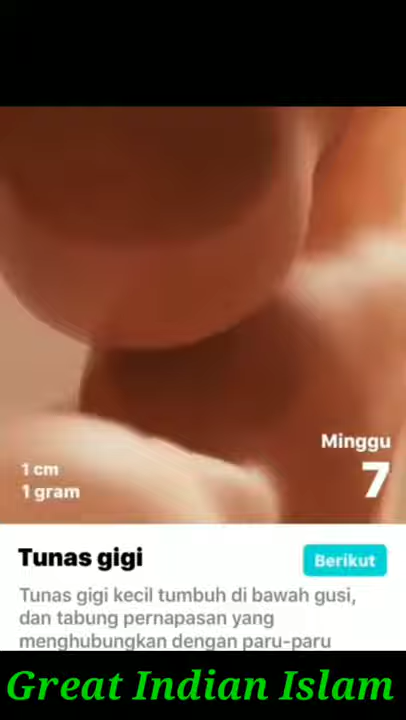 Minggu
7
1 cm
1 gram
Tunas gigi
Berikut
Tunas gigi kecil tumbuh di bawah gusi,
dan tabung pernapasan yang
menghubungkan dengan paru-paru
Great Indian Islam